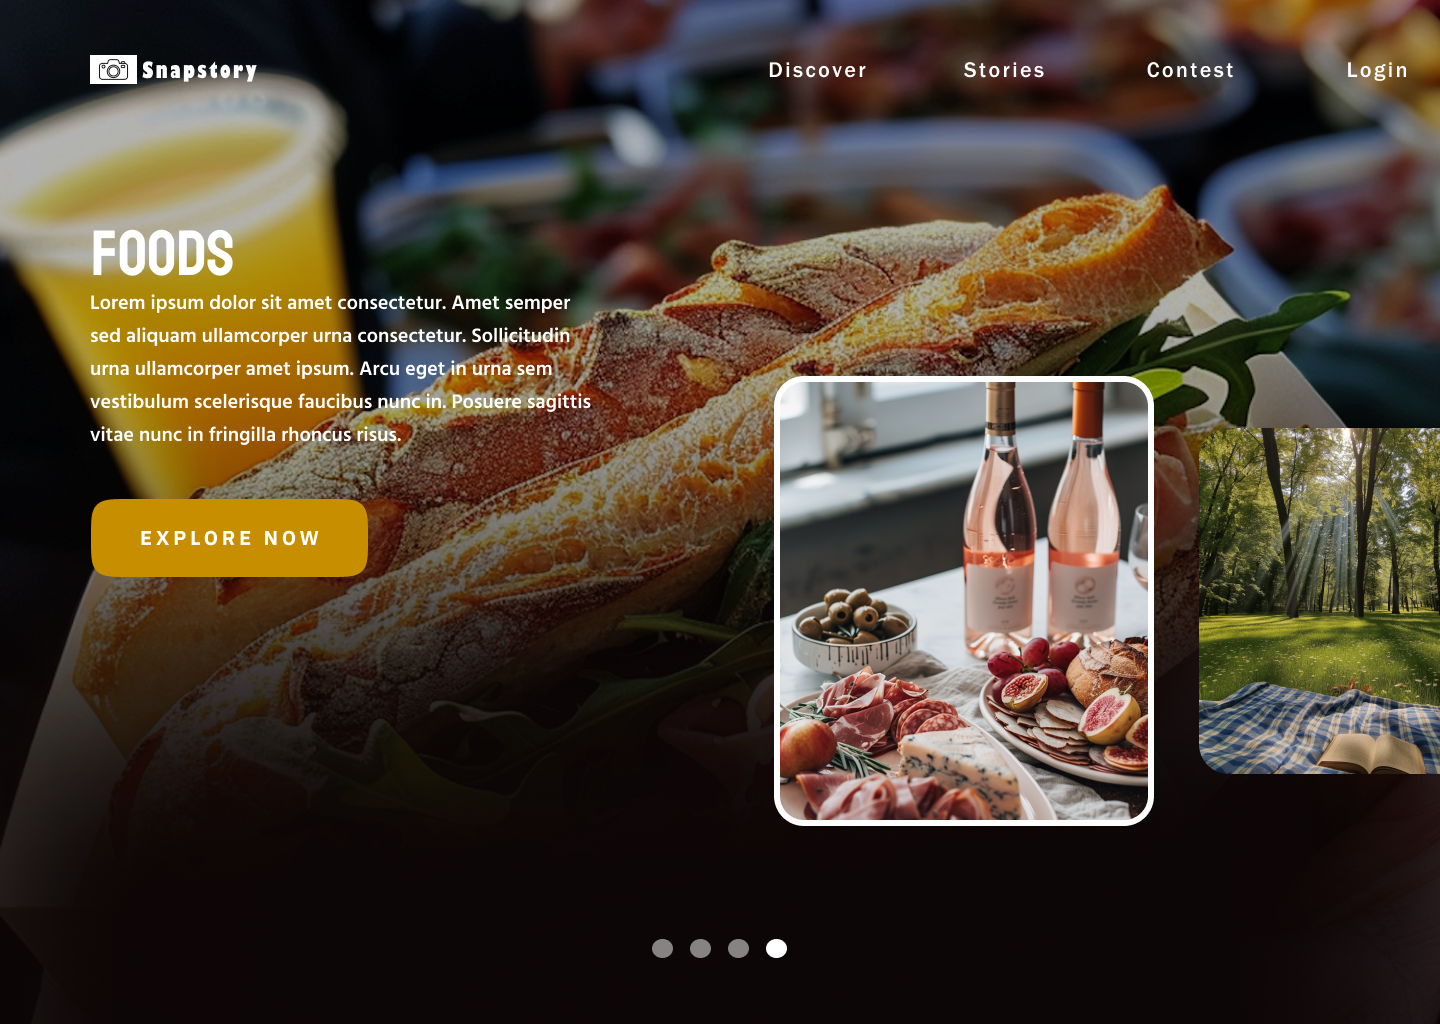 Snapstory
Discover
Stories
Contest
Login
FOODS
Lorem ipsum dolor sit amet consectetur. Amet semper
sed aliquam ullamcorper urna consectetur. Sollicitudin
urna ullamcorper amet ipsum. Arcu eget in urna sem
vestibulum scelerisque faucibus nunc in. Posuere sagittis
vitae nunc in fringilla rhoncus risus.
EXPLORE NOW